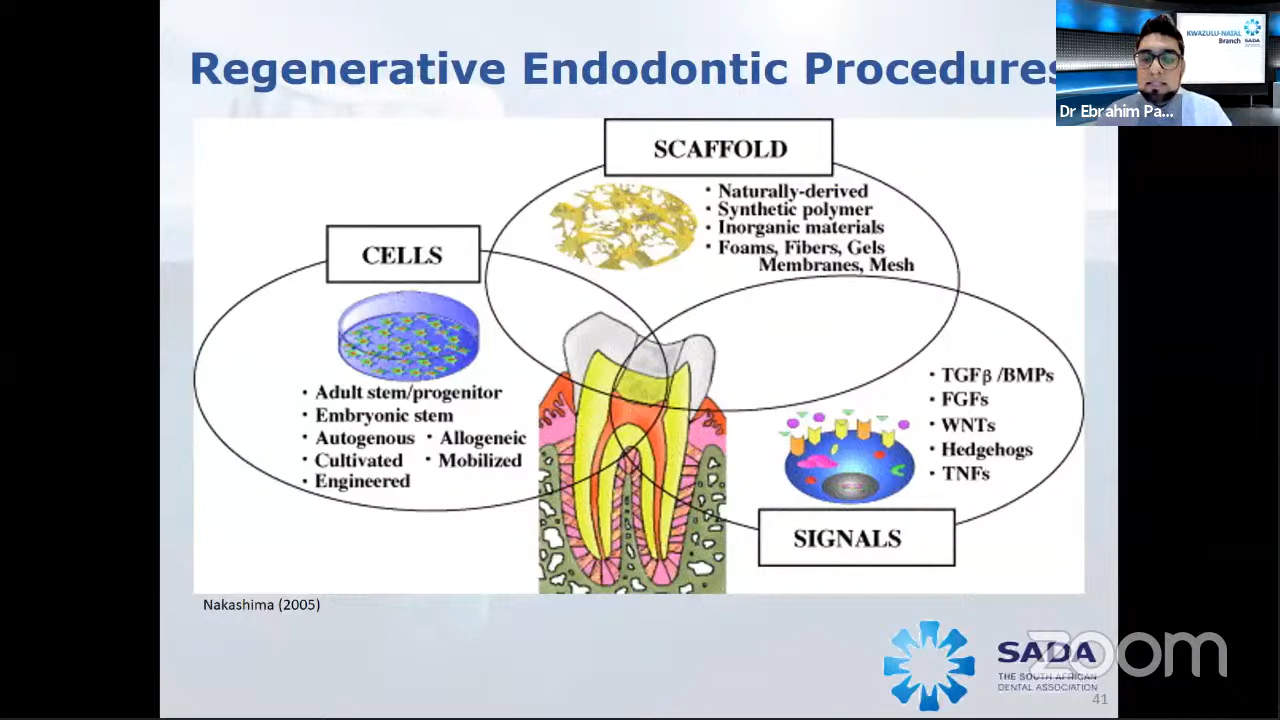 Regenerative Endodontic Procedures
KWAZULU-NATAL
Branch
SADA
Dr Ebrahim Pa...
SCAFFOLD
· Naturally-derived
· Synthetic polymer
· Inorganic materials
· Foams, Fibers, Gels
Membranes, Mesh
CELLS
· Adult stem/progenitor
· Embryonic stem
· Autogenous · Allogeneic
· Cultivated · Mobilized
· Engineered
· TGFβ /BMPs
· FGFs
· WNTs
· Hedgehogs
· TNFs
SIGNALS
Nakashima (2005)
SADA
THE SOUTH AFRICAN
DENTAL ASSOCIATION
zoom
41